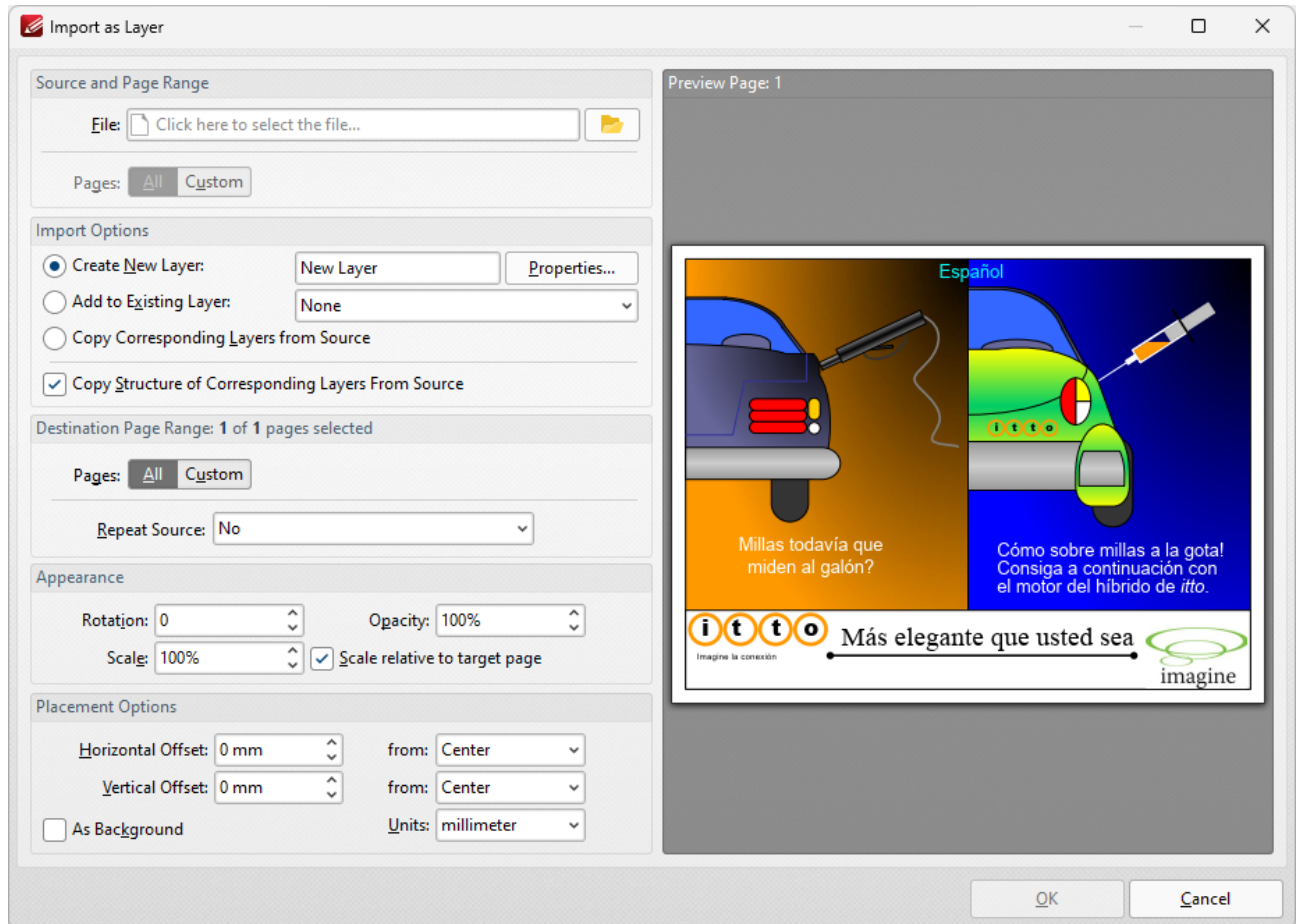 Import as Layer
Source and Page Range
File: Click here to select the file...
Pages: All Custom
Import Options
Create New Layer: New Layer Properties...
Add to Existing Layer: None
Copy Corresponding Layers from Source
Copy Structure of Corresponding Layers From Source
Destination Page Range: 1 of 1 pages selected
Pages: All Custom
Repeat Source: No
Appearance
Rotation: 0 Opacity: 100%
Scale: 100% Scale relative to target page
Placement Options
Horizontal Offset: 0 mm from: Center
Vertical Offset: 0 mm from: Center
As Background Units: millimeter
Preview Page: 1
Español
itto
Millas todavía que
miden al galón?
Cómo sobre millas a la gota!
Consiga a continuación con
el motor del híbrido de itto.
itto
Imagine la conexión
Más elegante que usted sea
imagine
OK Cancel